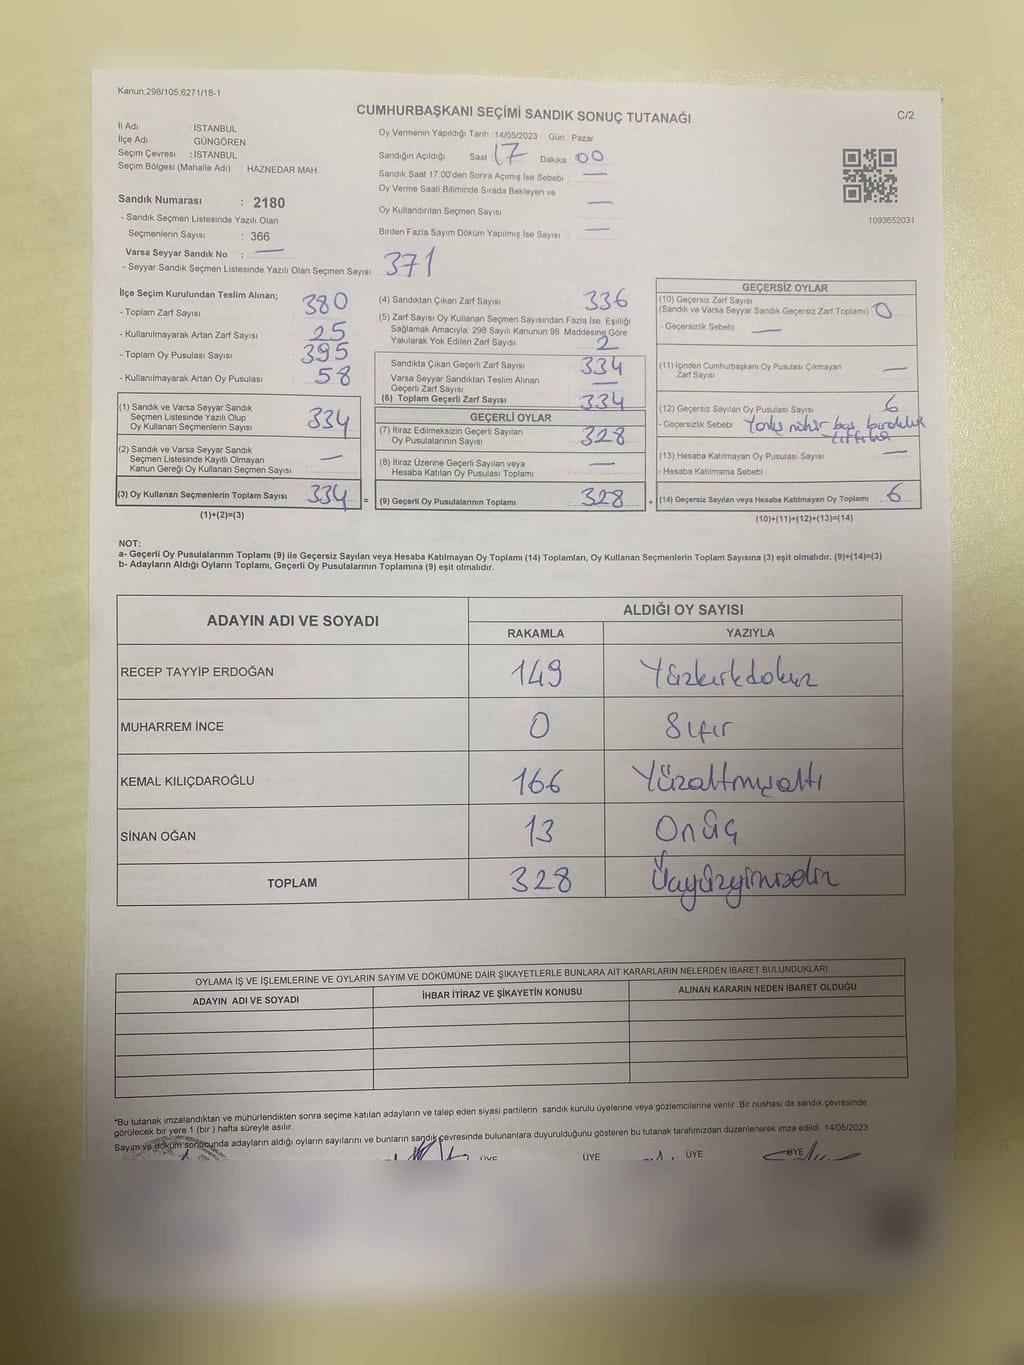 Kanun;298/105,6271/18-1
CUMHURBAŞKANI SEÇİMİ SANDIK SONUÇ TUTANAĞI
C/2
İl Adı : İSTANBUL
İlçe Adı : GÜNGÖREN
Seçim Çevresi : İSTANBUL
Seçim Bölgesi (Mahalle Adı) HAZNEDAR MAH.
Oy Vermenin Yapıldığı Tarih :14/05/2023 Gün : Pazar
Sandığın Açıldığı Saat 17 Dakika : 00
Sandık Saat 17:00'den Sonra Açımış İse Sebebi : —
Oy Verme Saati Bitiminde Sırada Bekleyen ve
Oy Kullandırılan Seçmen Sayısı —
Birden Fazla Sayım Döküm Yapılmış İse Sayısı : —
1093652031
Sandık Numarası : 2180
- Sandık Seçmen Listesinde Yazılı Olan
Seçmenlerin Sayısı : 366
Varsa Seyyar Sandık No : —
- Seyyar Sandık Seçmen Listesinde Yazılı Olan Seçmen Sayısı: 371
İlçe Seçim Kurulundan Teslim Alınan;
- Toplam Zarf Sayısı : 380
- Kullanılmayarak Artan Zarf Sayısı : 25
- Toplam Oy Pusulası Sayısı : 395
- Kullanılmayarak Artan Oy Pusulası : 58
(1) Sandık ve Varsa Seyyar Sandık
Seçmen Listesinde Yazılı Olup
Oy Kullanan Seçmenlerin Sayısı : 334
(2) Sandık ve Varsa Seyyar Sandık
Seçmen Listesinde Kayıtlı Olmayan
Kanun Gereği Oy Kullanan Seçmen Sayısı —
(3) Oy Kullanan Seçmenlerin Toplam Sayısı 334 =
(1)+(2)=(3)
(4) Sandıktan Çıkan Zarf Sayısı : 336
(5) Zarf Sayısı Oy Kullanan Seçmen Sayısından Fazla İse, Eşitliği
Sağlamak Amacıyla; 298 Sayılı Kanunun 98. Maddesine Göre
Yakılarak Yok Edilen Zarf Sayısı : 2
Sandıkta Çıkan Geçerli Zarf Sayısı : 334
Varsa Seyyar Sandıktan Teslim Alınan
Geçerli Zarf Sayısı —
(6) Toplam Geçerli Zarf Sayısı : 334
GEÇERLİ OYLAR
(7) İtiraz Edilmeksizin Geçerli Sayılan
Oy Pusulalarının Sayısı : 328
(8) İtiraz Üzerine Geçerli Sayılan veya
Hesaba Katılan Oy Pusulası Toplamı : —
(9) Geçerli Oy Pusulalarının Toplamı : 328 +
GEÇERSİZ OYLAR
(10) Geçersiz Zarf Sayısı
(Sandık ve Varsa Seyyar Sandık Geçersiz Zarf Toplamı) : 0
- Geçersizlik Sebebi : —
(11) İçinden Cumhurbaşkanı Oy Pusulası Çıkmayan
Zarf Sayısı —
(12) Geçersiz Sayılan Oy Pusulası Sayısı : 6
- Geçersizlik Sebebi :
(13) Hesaba Katılmayan Oy Pusulası Sayısı : —
- Hesaba Katılmama Sebebi :
(14) Geçersiz Sayılan veya Hesaba Katılmayan Oy Toplamı : 6
(10)+(11)+(12)+(13)=(14)
NOT:
a- Geçerli Oy Pusulalarının Toplamı (9) ile Geçersiz Sayılan veya Hesaba Katılmayan Oy Toplamı (14) Toplamları, Oy Kullanan Seçmenlerin Toplam Sayısına (3) eşit olmalıdır. (9)+(14)=(3)
b- Adayların Aldığı Oyların Toplamı, Geçerli Oy Pusulalarının Toplamına (9) eşit olmalıdır.
ADAYIN ADI VE SOYADI
ALDIĞI OY SAYISI
RAKAMLA YAZIYLA
RECEP TAYYİP ERDOĞAN 149 Yüzkırkdokuz
MUHARREM İNCE 0 Sıfır
KEMAL KILIÇDAROĞLU 166 Yüzaltmışaltı
SİNAN OĞAN 13 Onüç
TOPLAM 328 Üçyüzyirmisekiz
OYLAMA İŞ VE İŞLEMLERİNE VE OYLARIN SAYIM VE DÖKÜMÜNE DAİR ŞİKAYETLERLE BUNLARA AİT KARARLARIN NELERDEN İBARET BULUNDUKLARI
ADAYIN ADI VE SOYADI İHBAR İTİRAZ VE ŞİKAYETİN KONUSU ALINAN KARARIN NEDEN İBARET OLDUĞU
*Bu tutanak imzalandıktan ve mühürlendikten sonra seçime katılan adayların ve talep eden siyasi partilerin sandık kurulu üyelerine veya gözlemcilerine verilir. Bir nüshası da sandık çevresinde
görülecek bir yere 1 (bir) hafta süreyle asılır.
Sayım ve döküm sonucunda adayların aldığı oyların sayılarını ve bunların sandık çevresinde bulunanlara duyurulduğunu gösteren bu tutanak tarafımızdan düzenlenerek imza edildi. 14/05/2023
ÜYE ÜYE ÜYE ÜYE